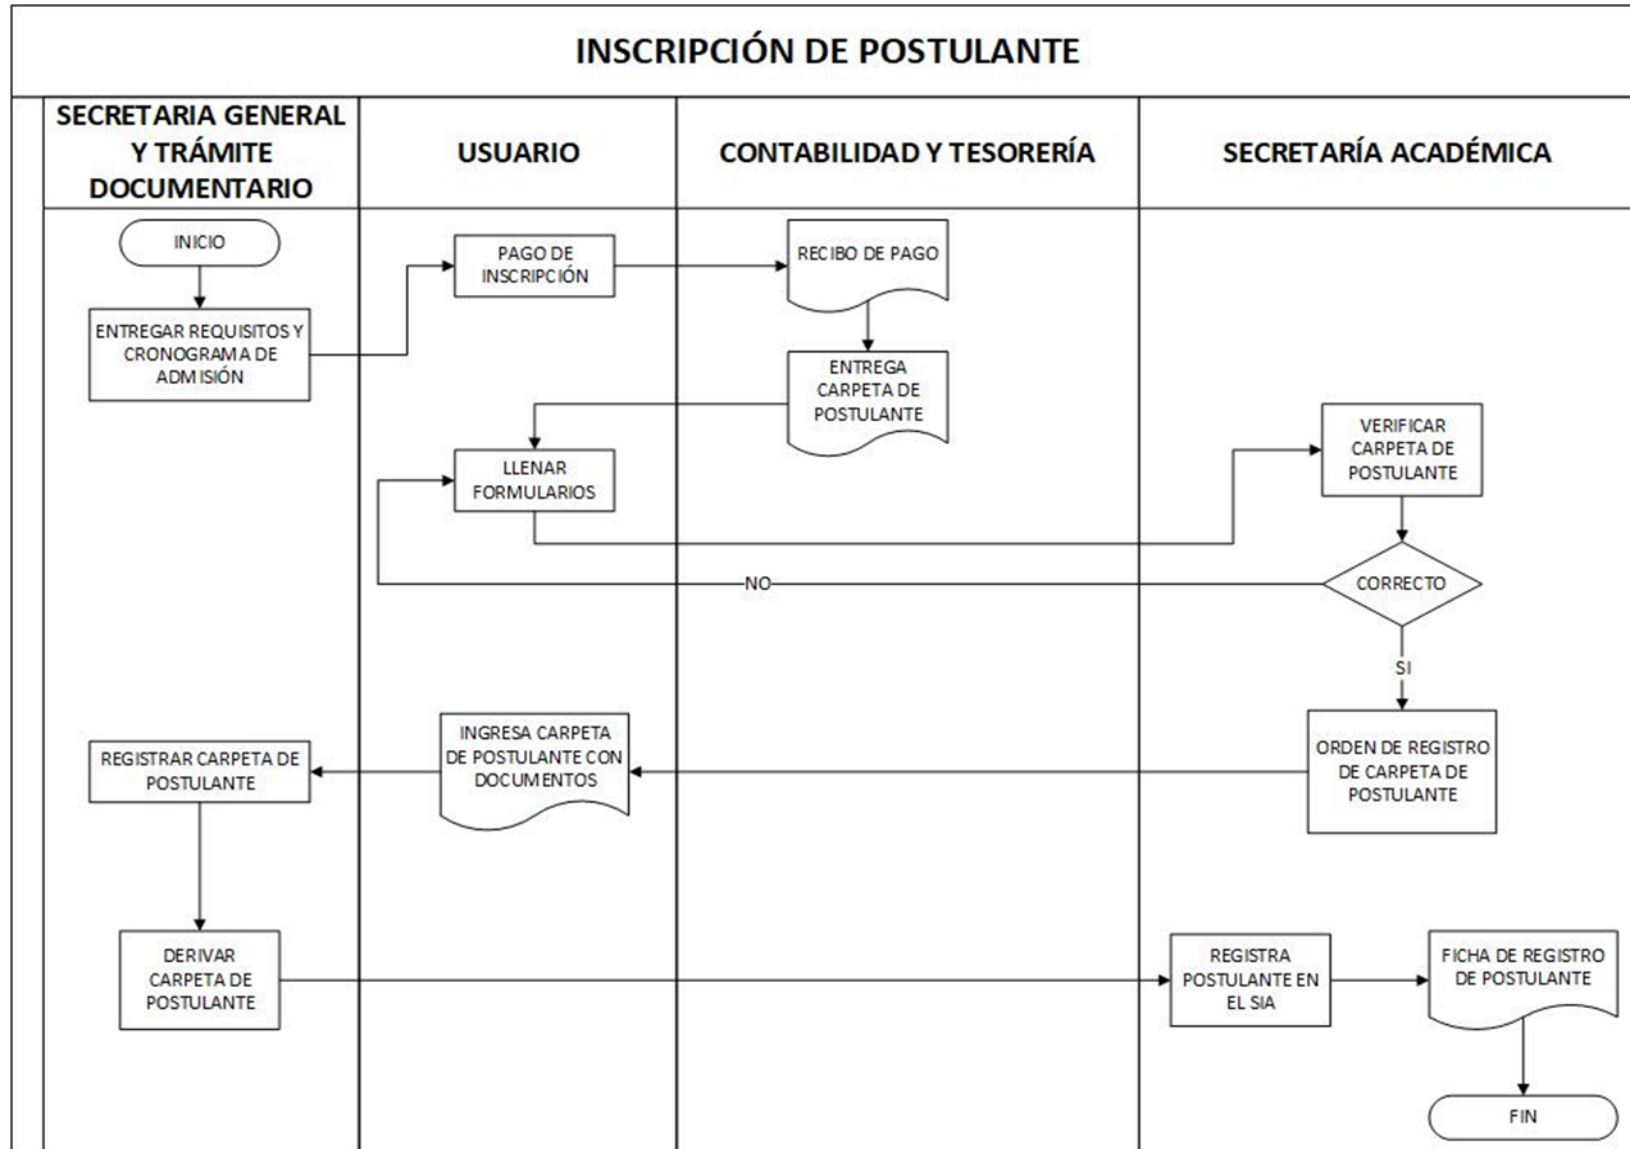 INSCRIPCIÓN DE POSTULANTE
SECRETARIA GENERAL
Y TRÁMITE
DOCUMENTARIO
USUARIO
CONTABILIDAD Y TESORERÍA
SECRETARÍA ACADÉMICA
INICIO
ENTREGAR REQUISITOS Y
CRONOGRAMA DE
ADMISIÓN
PAGO DE
INSCRIPCIÓN
RECIBO DE PAGO
ENTREGA
CARPETA DE
POSTULANTE
LLENAR
FORMULARIOS
VERIFICAR
CARPETA DE
POSTULANTE
CORRECTO
NO
SI
ORDEN DE REGISTRO
DE CARPETA DE
POSTULANTE
INGRESA CARPETA
DE POSTULANTE CON
DOCUMENTOS
REGISTRAR CARPETA DE
POSTULANTE
DERIVAR
CARPETA DE
POSTULANTE
REGISTRA
POSTULANTE EN
EL SIA
FICHA DE REGISTRO
DE POSTULANTE
FIN